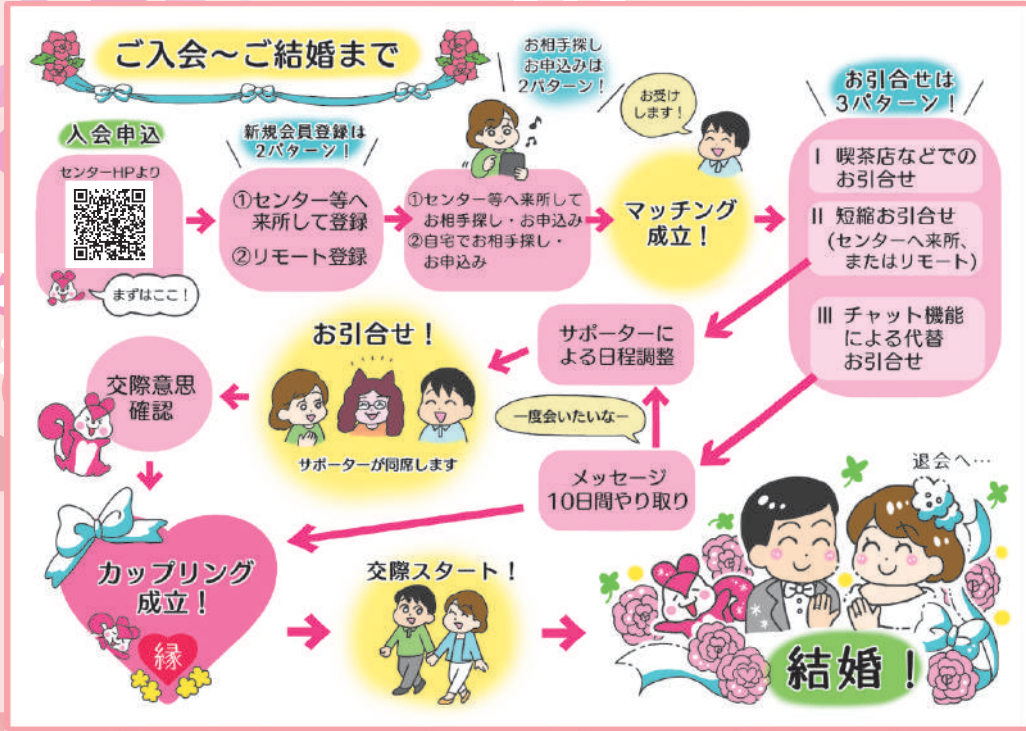 ご入会～ご結婚まで
入会申込
センターHPより
まずはここ！
新規会員登録は
2パターン！
①センター等へ
来所して登録
②リモート登録
お相手探し
お申込みは
2パターン！
①センター等へ来所して
お相手探し・お申込み
②自宅でお相手探し・
お申込み
お受け
します！
マッチング
成立！
お引合せは
3パターン！
Ⅰ 喫茶店などでの
お引合せ
Ⅱ 短縮お引合せ
(センターへ来所、
またはリモート)
Ⅲ チャット機能
による代替
お引合せ
サポーターに
よる日程調整
ー度会いたいなー
メッセージ
10日間やり取り
お引合せ！
サポーターが同席します
交際意思
確認
カップリング
成立！
縁
交際スタート！
退会へ…
結婚！